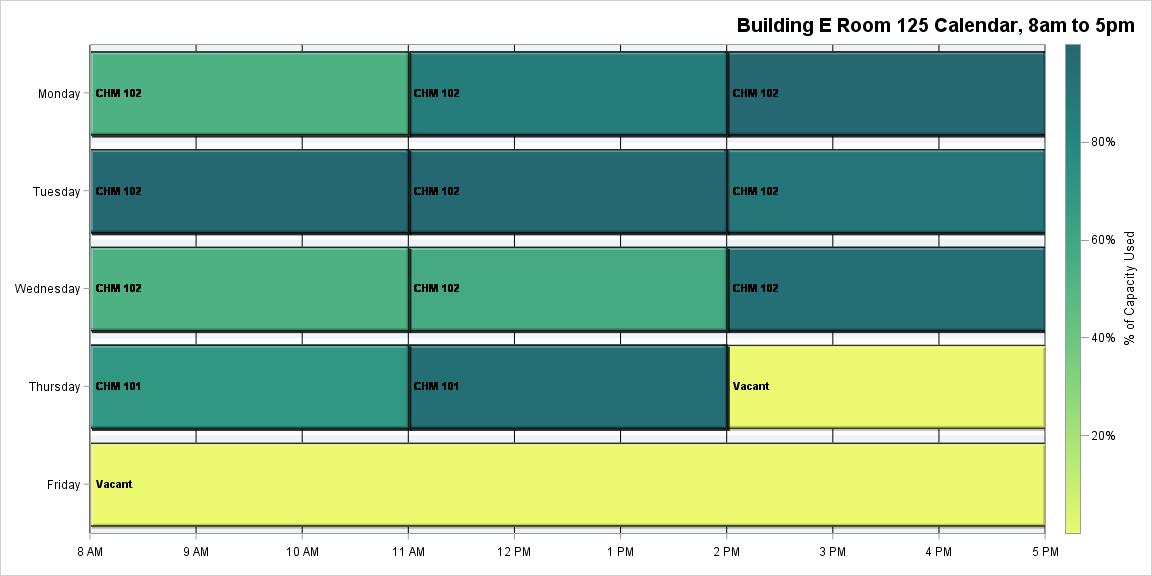 Building E Room 125 Calendar, 8am to 5pm
Monday CHM 102 CHM 102 CHM 102
80%
Tuesday CHM 102 CHM 102 CHM 102
60%
% of Capacity Used
Wednesday CHM 102 CHM 102 CHM 102
40%
Thursday CHM 101 CHM 101 Vacant
20%
Friday Vacant
8 AM 9 AM 10 AM 11 AM 12 PM 1 PM 2 PM 3 PM 4 PM 5 PM